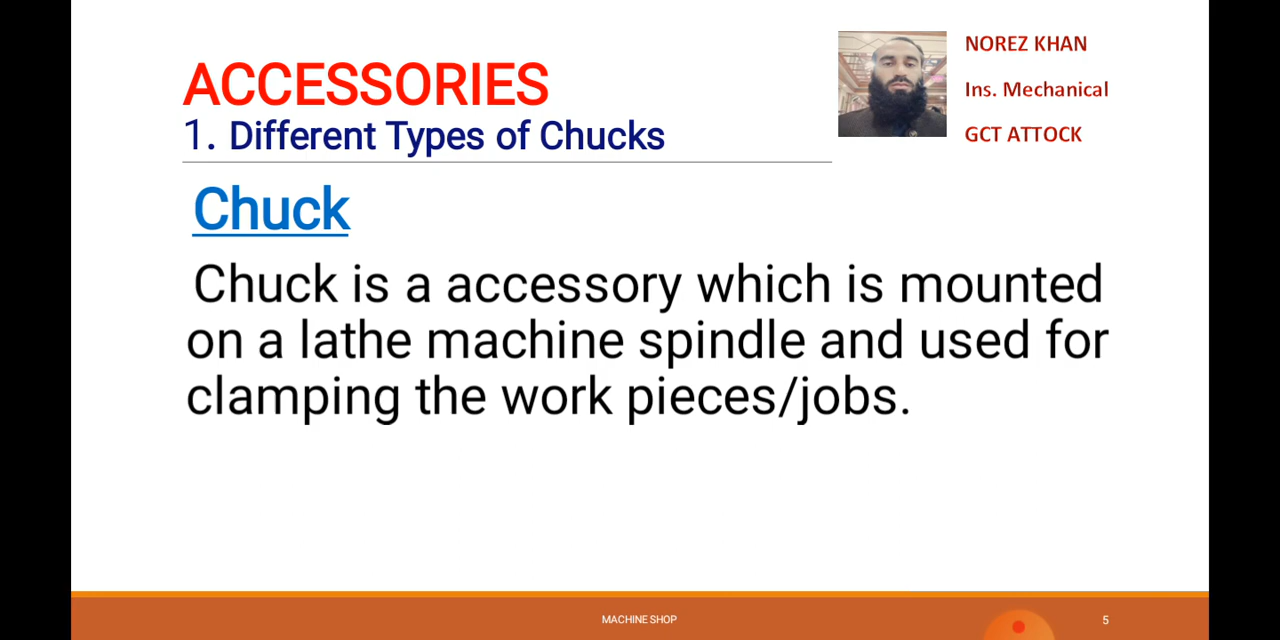 ACCESSORIES
1. Different Types of Chucks
NOREZ KHAN
Ins. Mechanical
GCT ATTOCK
Chuck
Chuck is a accessory which is mounted
on a lathe machine spindle and used for
clamping the work pieces/jobs.
MACHINE SHOP
5